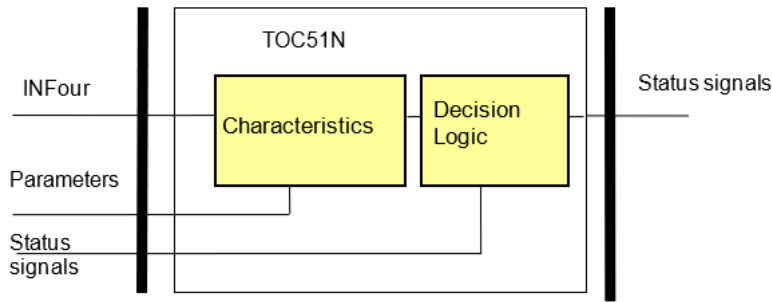 TOC51N
INFour
Status signals
Characteristics
Decision
Logic
Parameters
Status
signals